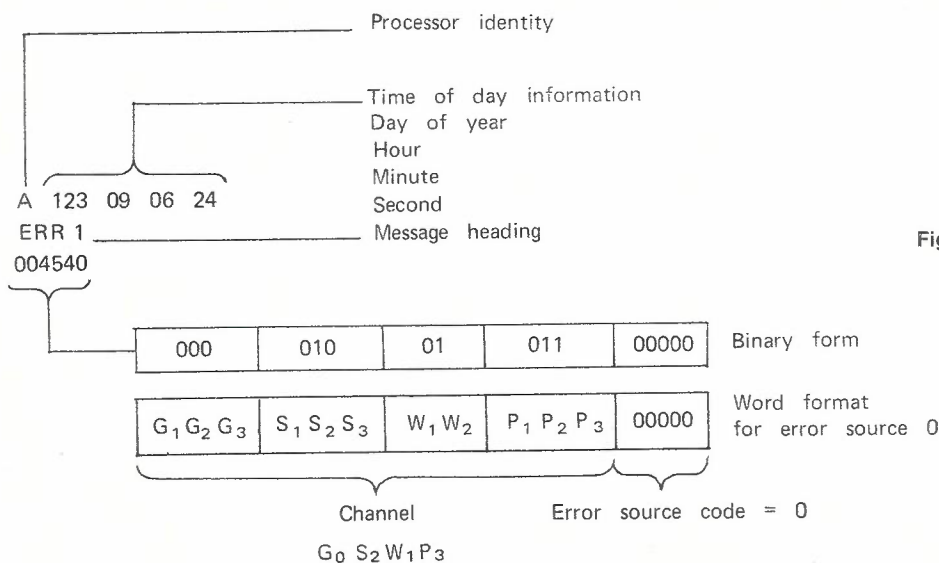 Processor identity
Time of day information
Day of year
Hour
Minute
Second
A 123 09 06 24
ERR 1
Message heading
004540
Fig
000 010 01 011 00000
Binary form
G₁G₂G₃ S₁S₂S₃ W₁W₂ P₁P₂P₃ 00000
Word format
for error source 0
Channel
Error source code = 0
G₀ S₂ W₁ P₃